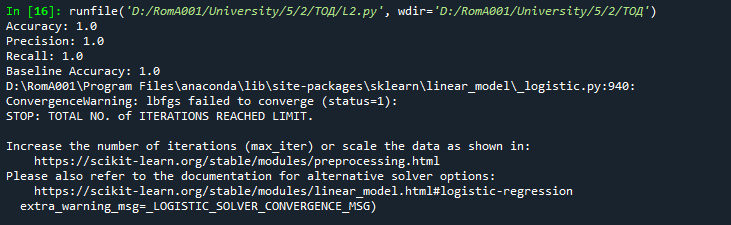 In [16]: runfile('D:/RomA001/University/5/2/ТОД/L2.py', wdir='D:/RomA001/University/5/2/ТОД')
Accuracy: 1.0
Precision: 1.0
Recall: 1.0
Baseline Accuracy: 1.0
D:\RomA001\Program Files\anaconda\lib\site-packages\sklearn\linear_model\_logistic.py:940:
ConvergenceWarning: lbfgs failed to converge (status=1):
STOP: TOTAL NO. of ITERATIONS REACHED LIMIT.
Increase the number of iterations (max_iter) or scale the data as shown in:
    https://scikit-learn.org/stable/modules/preprocessing.html
Please also refer to the documentation for alternative solver options:
    https://scikit-learn.org/stable/modules/linear_model.html#logistic-regression
  extra_warning_msg=_LOGISTIC_SOLVER_CONVERGENCE_MSG)